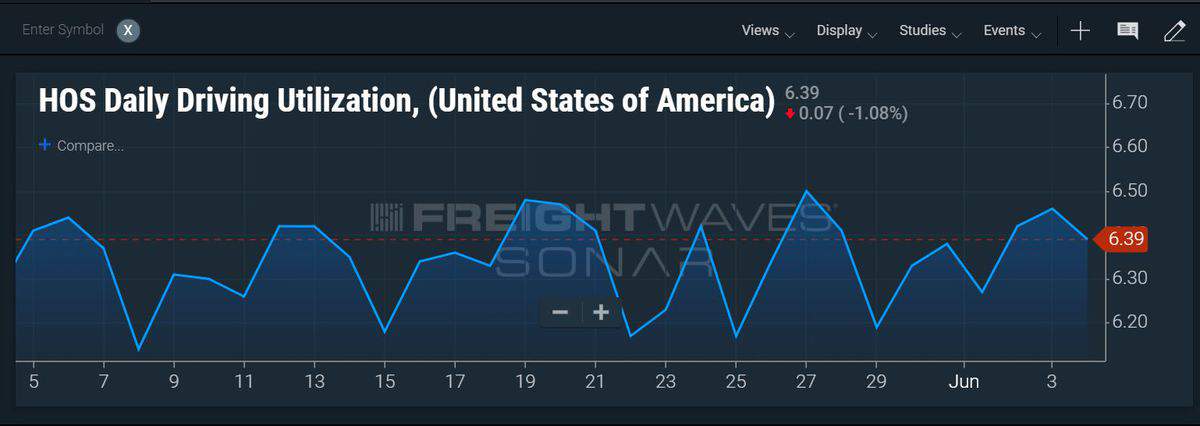 Enter Symbol X Views Display Studies Events
HOS Daily Driving Utilization, (United States of America) 6.39
0.07 ( -1.08%)
+ Compare...
6.70
6.60
6.50
FREIGHTWAVES
6.39
SONAR
6.30
− +
6.20
5 7 9 11 13 15 17 19 21 23 25 27 29 Jun 3